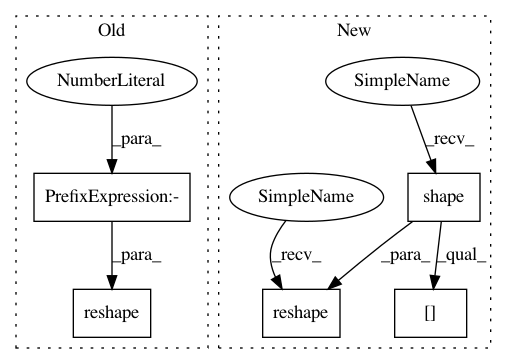 Old
New
NumberLiteral
SimpleName
_para_
_recv_
PrefixExpression:-
SimpleName
shape
_para_
_recv_
_para_
_qual_
reshape
reshape
[]